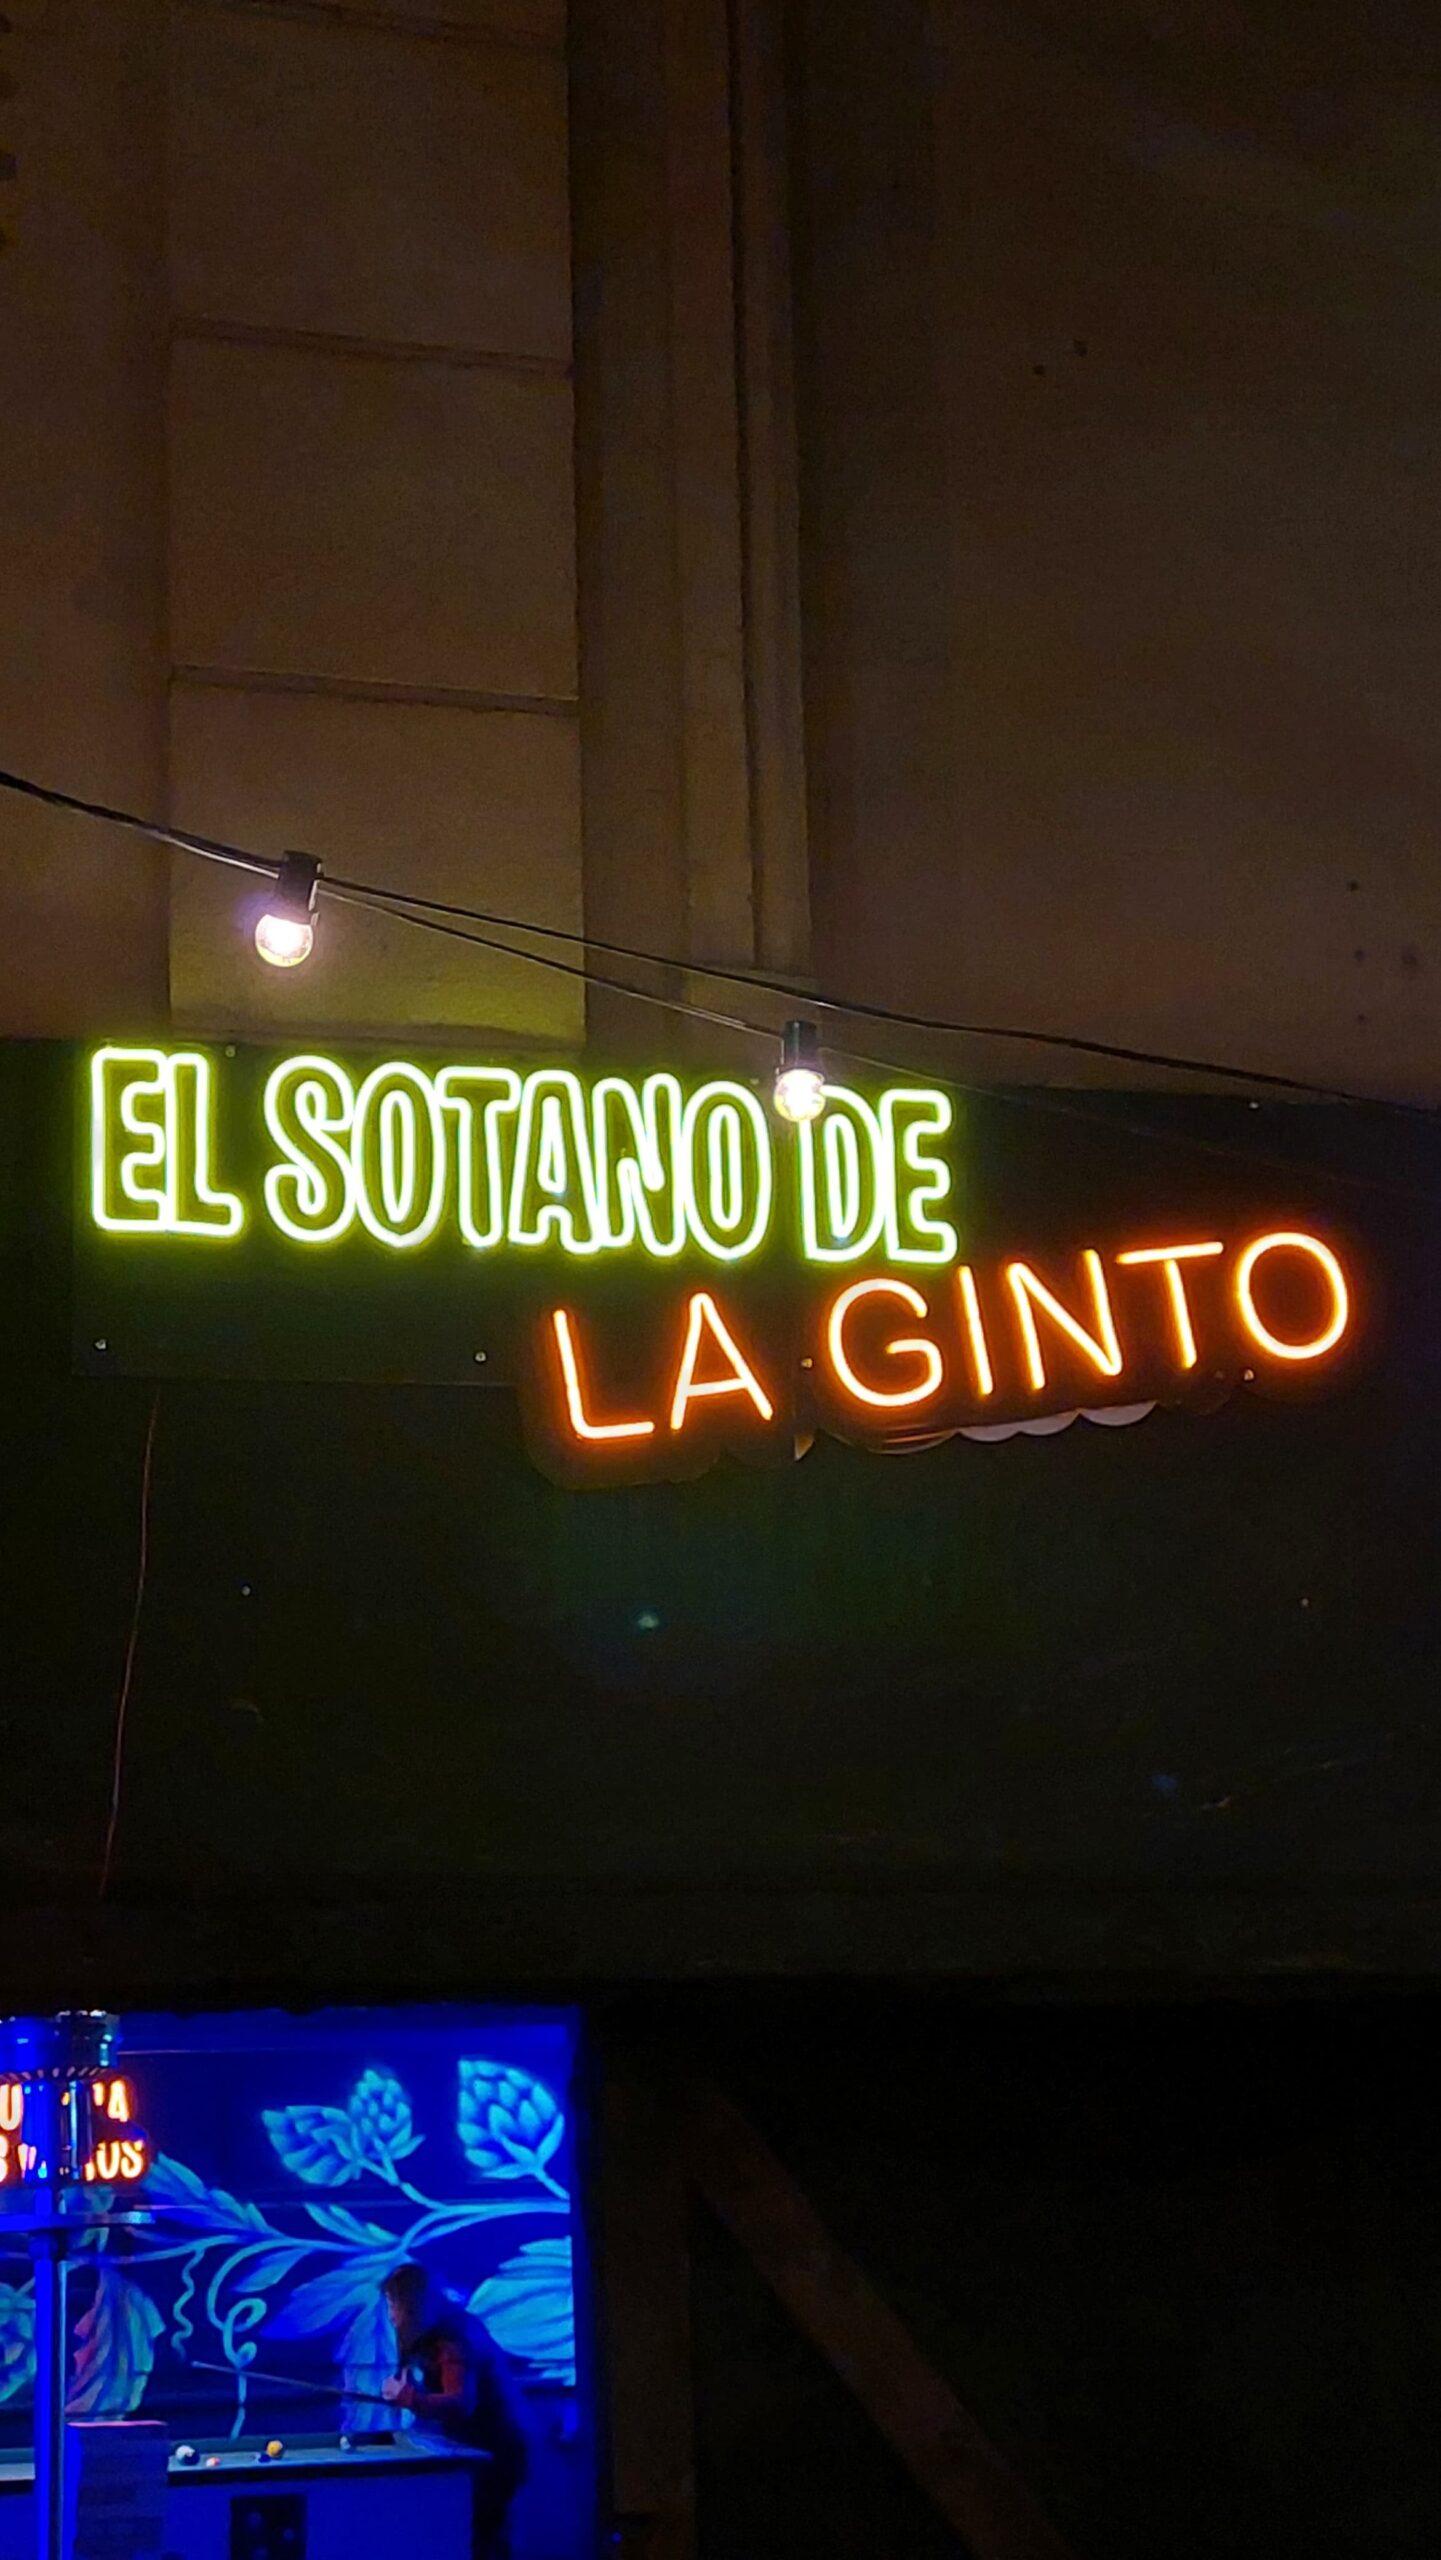 EL SOTANO DE
LA GINTO